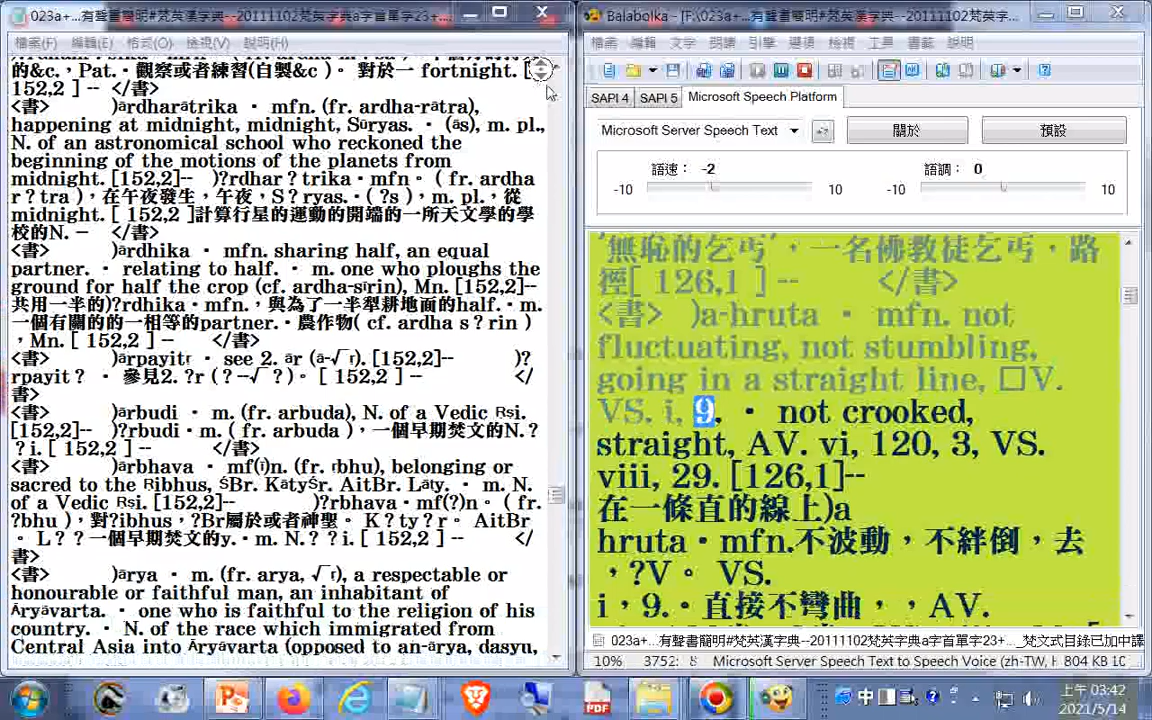 023a+...有聲書簡明#梵英漢字典--20111102梵英字典a字首單字23+...
檔案(F) 編輯(E) 格式(O) 檢視(V) 說明(H)
的&c.，Pat.‧觀察或者練習(自製&c )。 對於一 fortnight. [
152,2 ] -- </書>
<書> )ārdharātrika ‧ mfn. (fr. ardha-rātra),
happening at midnight, midnight, Sūryas. ‧ (ās), m. pl.,
N. of an astronomical school who reckoned the
beginning of the motions of the planets from
midnight. [152,2]-- )?rdhar？trika‧mfn。 ( fr. ardha
r？tra )，在午夜發生，午夜，S？ryas.‧( ?s )，m. pl.，從
midnight. [ 152,2 ]計算行星的運動的開端的一所天文學的學
校的N. -- </書>
<書> )ārdhika ‧ mfn. sharing half, an equal
partner. ‧ relating to half. ‧ m. one who ploughs the
ground for half the crop (cf. ardha-sīrin), Mn. [152,2]--
共用一半的)?rdhika‧mfn.，與為了一半犁耕地面的half.‧m.
一個有關的的一相等的partner.‧農作物( cf. ardha s？rin )
，Mn. [ 152,2 ] -- </書>
<書> )ārpayitṛ ‧ see 2. ār (ā-√ṛ). [152,2]-- )?
rpayit？ ‧ 參見2. ?r (？–√？)。 [ 152,2 ] -- </
書>
<書> )ārbudi ‧ m. (fr. arbuda), N. of a Vedic Ṛṣi.
[152,2]-- )?rbudi‧m. ( fr. arbuda )，一個早期焚文的N.？
？i. [ 152,2 ] -- </書>
<書> )ārbhava ‧ mf(ī)n. (fr. ṛbhu), belonging or
sacred to the Ṛibhus, ŚBr. KātyŚr. AitBr. Lāṭy. ‧ m. N.
of a Vedic Ṛṣi. [152,2]-- )?rbhava‧mf(?)n。 ( fr.
?bhu )，對?ibhus，?Br屬於或者神聖。 K？ty？r。 AitBr
。 L？？一個早期焚文的y.‧m. N.？？i. [ 152,2 ] -- </
書>
<書> )ārya ‧ m. (fr. arya, √ṛ), a respectable or
honourable or faithful man, an inhabitant of
Āryāvarta. ‧ one who is faithful to the religion of his
country. ‧ N. of the race which immigrated from
Central Asia into Āryāvarta (opposed to an-ārya, dasyu,
Balabolka - [F:\023a+...有聲書簡明#梵英漢字典--20111102梵英字...
檔案 編輯 文字 朗讀 引擎 選項 檢視 工具 書籤 說明
SAPI 4 SAPI 5 Microsoft Speech Platform
Microsoft Server Speech Text 關於 預設
語速： -2 語調： 0
-10 10 -10 10
'無恥的乞丐'，一名佛教徒乞丐，路
徑[ 126,1 ] -- </書>
<書> )a-hruta ‧ mfn. not
fluctuating, not stumbling,
going in a straight line, □V.
VS. i, 9. ‧ not crooked,
straight, AV. vi, 120, 3, VS.
viii, 29. [126,1]--
在一條直的線上)a
hruta‧mfn.不波動，不絆倒，去
，?V。 VS.
i，9.‧直接不彎曲，，AV.
023a+...有聲書簡明#梵英漢字典--20111102梵英字典a字首單字23+..._梵文式目錄已加中譯
10% 3752: 8 Microsoft Server Speech Text to Speech Voice (zh-TW, H 804 KB 10
中
上午 03:42
2021/5/14